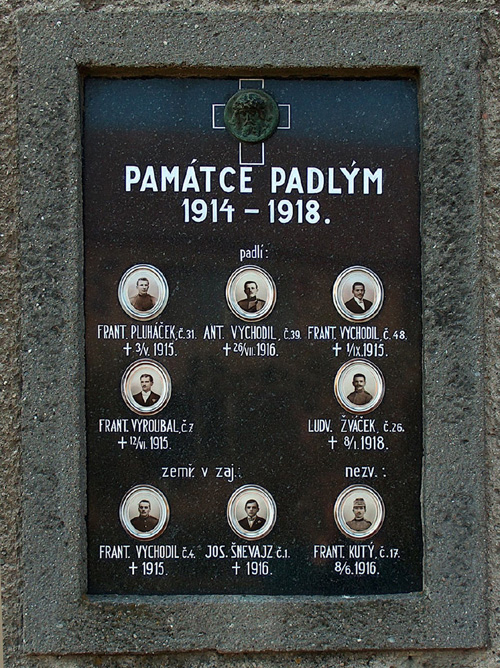 PAMÁTCE PADLÝM
1914 – 1918.
padlí:
FRANT. PLUHÁČEK, č.31. ANT. VYCHODIL, č.39. FRANT. VYCHODIL, č.48.
+ 3/V. 1915. + 26/VII. 1916. + 1/IX. 1915.
FRANT. VYROUBAL, č.7 LUDV. ŽVÁČEK, č.26.
+ 12/VI. 1915. + 8/I. 1918.
zemř. v zaj.: nezv.:
FRANT. VYCHODIL č.4. JOS. ŠNEVAJZ č.1. FRANT. KUTÝ, č.17.
+ 1915. + 1916. 8/6. 1916.